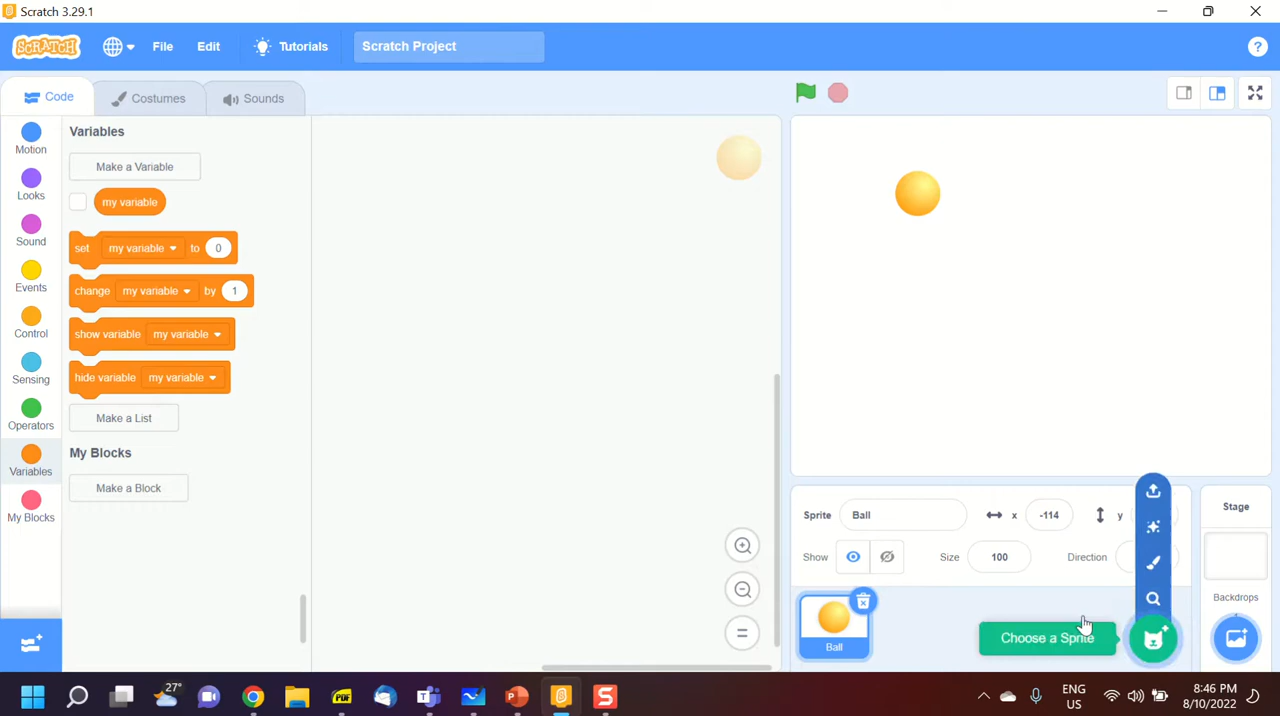 Scratch 3.29.1
SCRATCH
File
Edit
Tutorials
Scratch Project
?
Code
Costumes
Sounds
Motion
Looks
Sound
Events
Control
Sensing
Operators
Variables
My Blocks
Variables
Make a Variable
my variable
set my variable to 0
change my variable by 1
show variable my variable
hide variable my variable
Make a List
My Blocks
Make a Block
Sprite Ball x -114 y
Show Size 100 Direction
Ball
Choose a Sprite
Stage
Backdrops
27°
PDF
S
ENG
US
8:46 PM
8/10/2022